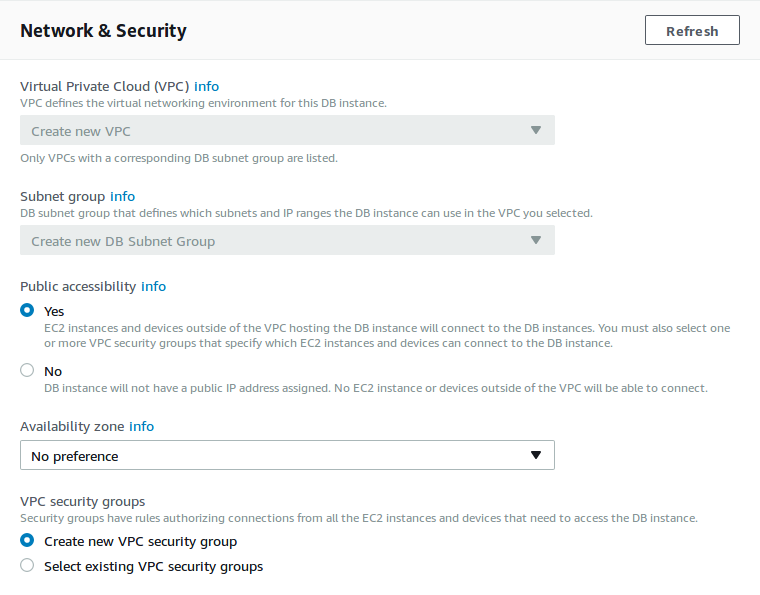 Network & Security
Refresh
Virtual Private Cloud (VPC) info
VPC defines the virtual networking environment for this DB instance.
Create new VPC
Only VPCs with a corresponding DB subnet group are listed.
Subnet group info
DB subnet group that defines which subnets and IP ranges the DB instance can use in the VPC you selected.
Create new DB Subnet Group
Public accessibility info
Yes
EC2 instances and devices outside of the VPC hosting the DB instance will connect to the DB instances. You must also select one
or more VPC security groups that specify which EC2 instances and devices can connect to the DB instance.
No
DB instance will not have a public IP address assigned. No EC2 instance or devices outside of the VPC will be able to connect.
Availability zone info
No preference
VPC security groups
Security groups have rules authorizing connections from all the EC2 instances and devices that need to access the DB instance.
Create new VPC security group
Select existing VPC security groups